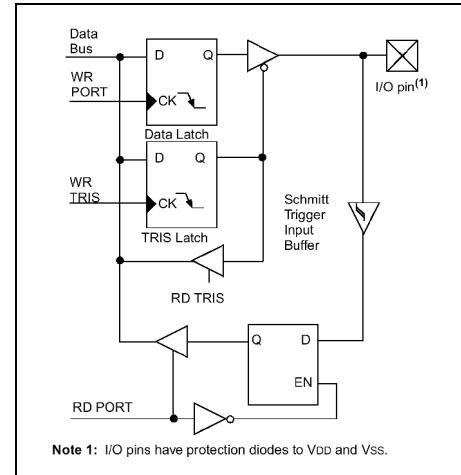 Data
Bus
D Q
I/O pin(1)
WR
PORT
CK
Data Latch
D Q
WR
TRIS
CK
TRIS Latch
Schmitt
Trigger
Input
Buffer
RD TRIS
Q D
EN
RD PORT
Note 1: I/O pins have protection diodes to VDD and VSS.